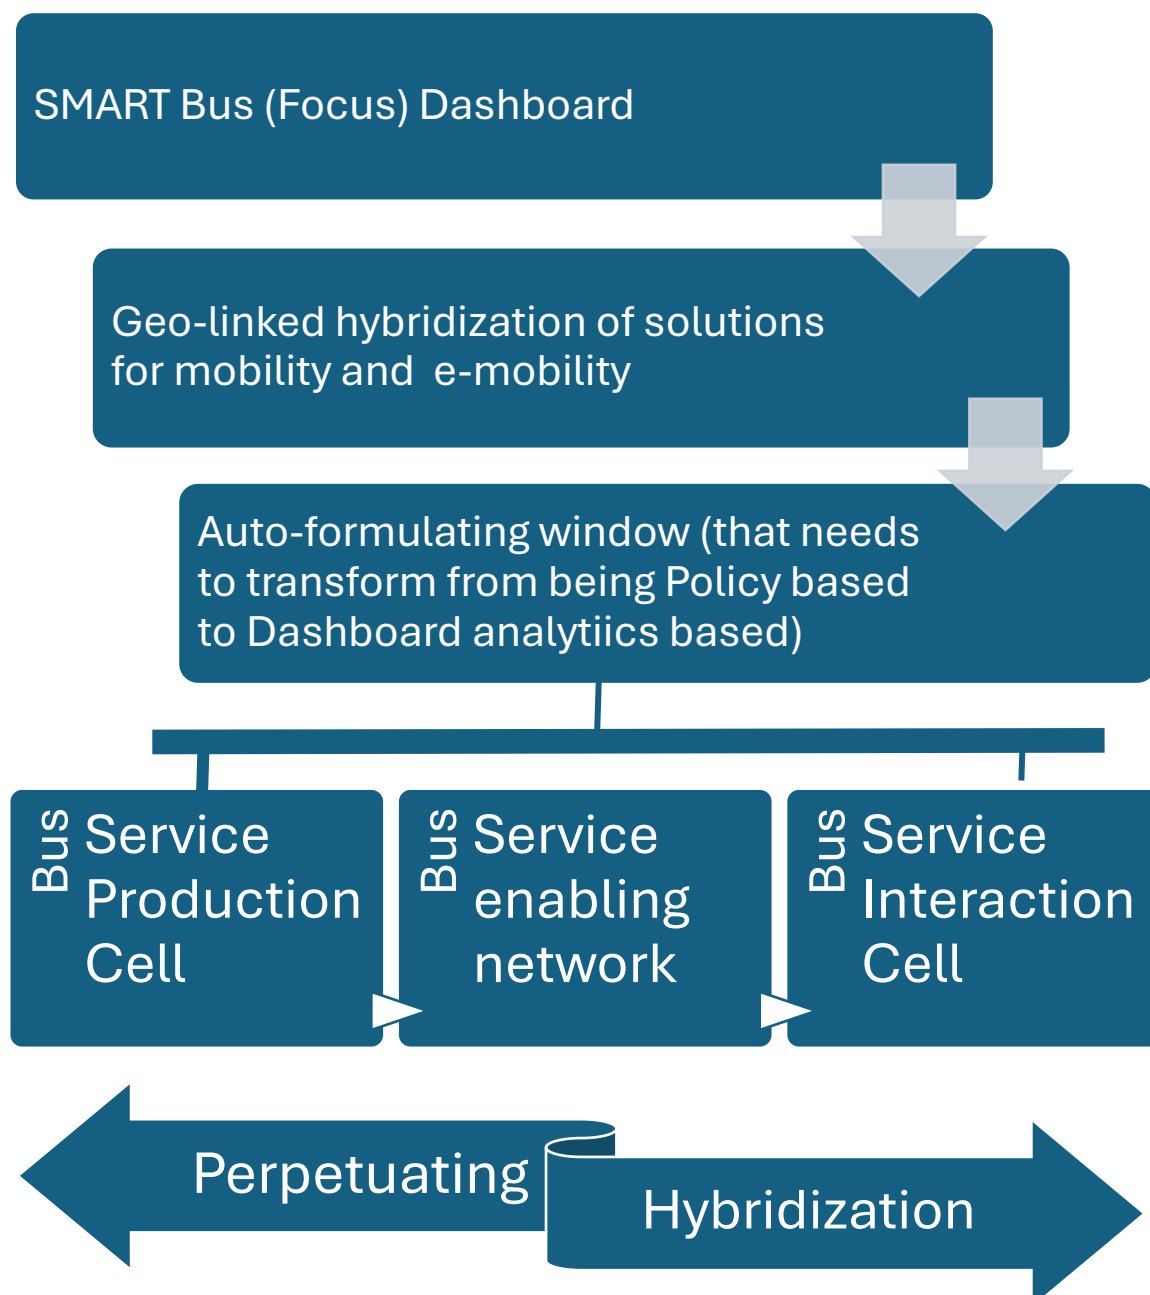 SMART Bus (Focus) Dashboard
Geo-linked hybridization of solutions
for mobility and  e-mobility
Auto-formulating window (that needs
to transform from being Policy based
to Dashboard analytiics based)
Bus
Service
Production
Cell
Bus
Service
enabling
network
Bus
Service
Interaction
Cell
Perpetuating
Hybridization